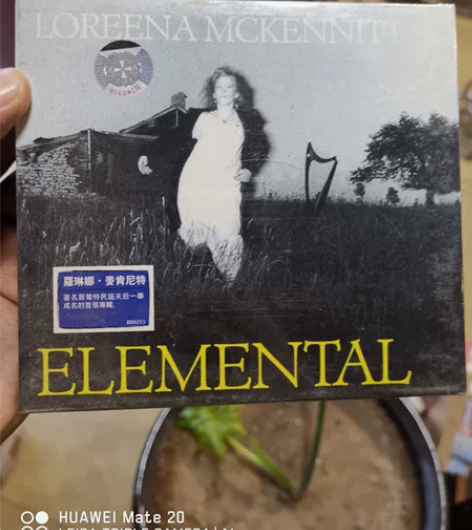 LOREENA MCKENNITT
羅琳娜·麥肯尼特
著名居爾特民謠天后一舉
成名的首張專輯.
ELEMENTAL
HUAWEI Mate 20